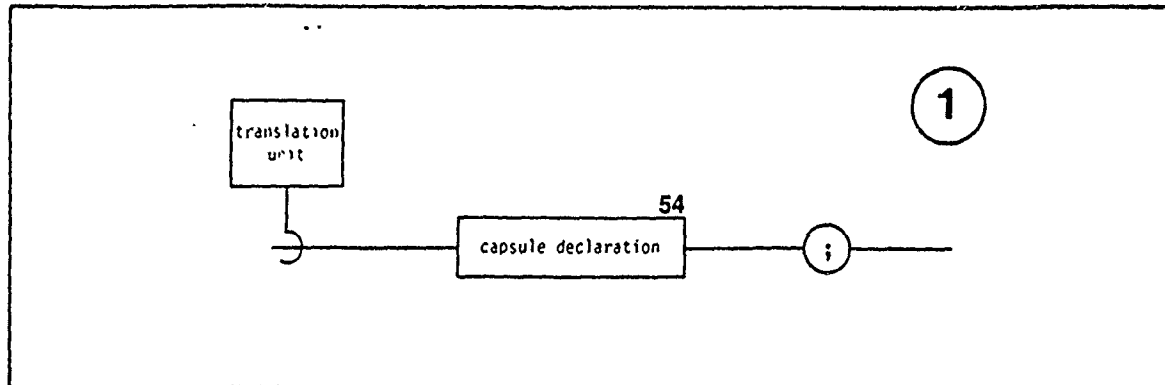 1
translation
unit
54
capsule declaration
;